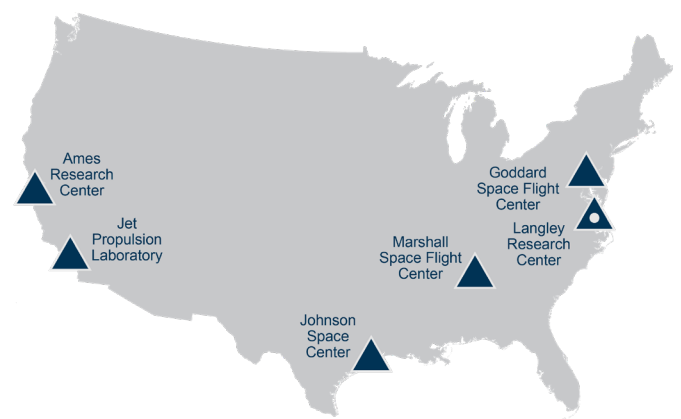 Ames
Research
Center
Jet
Propulsion
Laboratory
Goddard
Space Flight
Center
Langley
Research
Center
Marshall
Space Flight
Center
Johnson
Space
Center